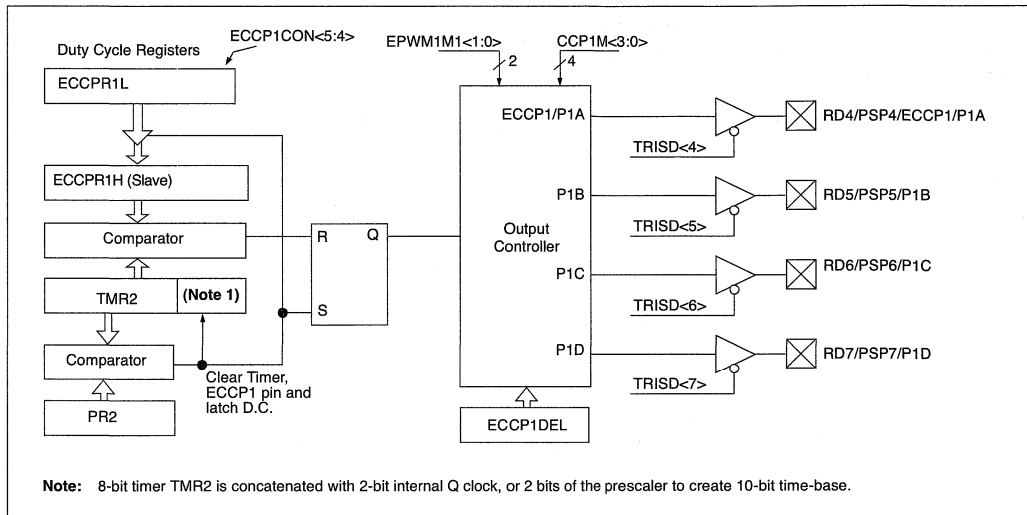 ECCP1CON<5:4>
Duty Cycle Registers
ECCPR1L
ECCPR1H (Slave)
Comparator
TMR2
(Note 1)
Comparator
PR2
Clear Timer,
ECCP1 pin and
latch D.C.
R
Q
S
EPWM1M1<1:0>
2
CCP1M<3:0>
4
Output
Controller
ECCP1/P1A
P1B
P1C
P1D
ECCP1DEL
TRISD<4>
RD4/PSP4/ECCP1/P1A
TRISD<5>
RD5/PSP5/P1B
TRISD<6>
RD6/PSP6/P1C
TRISD<7>
RD7/PSP7/P1D
Note: 8-bit timer TMR2 is concatenated with 2-bit internal Q clock, or 2 bits of the prescaler to create 10-bit time-base.